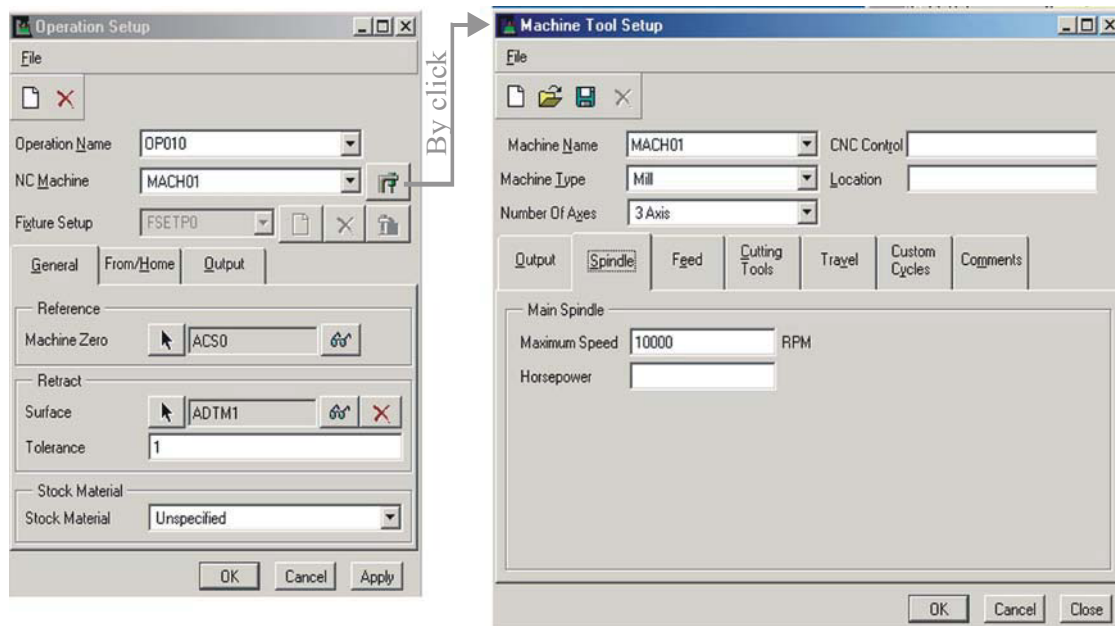 Operation Setup
File
Operation Name OP010
NC Machine MACH01
Fixture Setup FSETP0
General From/Home Output
Reference
Machine Zero ACS0
Retract
Surface ADTM1
Tolerance 1
Stock Material
Stock Material Unspecified
OK Cancel Apply
By click
Machine Tool Setup
File
Machine Name MACH01 CNC Control
Machine Type Mill Location
Number Of Axes 3 Axis
Output Spindle Feed Cutting Tools Travel Custom Cycles Comments
Main Spindle
Maximum Speed 10000 RPM
Horsepower
OK Cancel Close